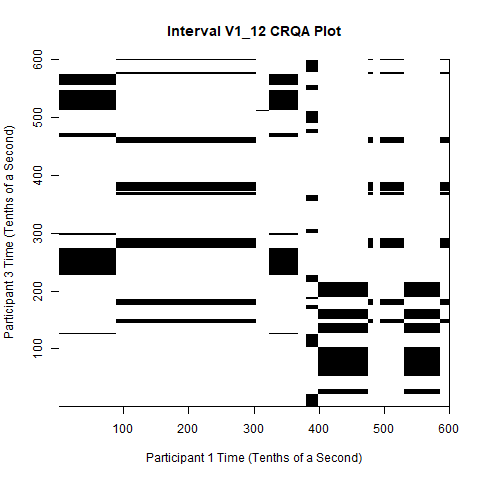 Interval V1_12 CRQA Plot
Participant 3 Time (Tenths of a Second)
600
500
400
300
200
100
100 200 300 400 500 600
Participant 1 Time (Tenths of a Second)